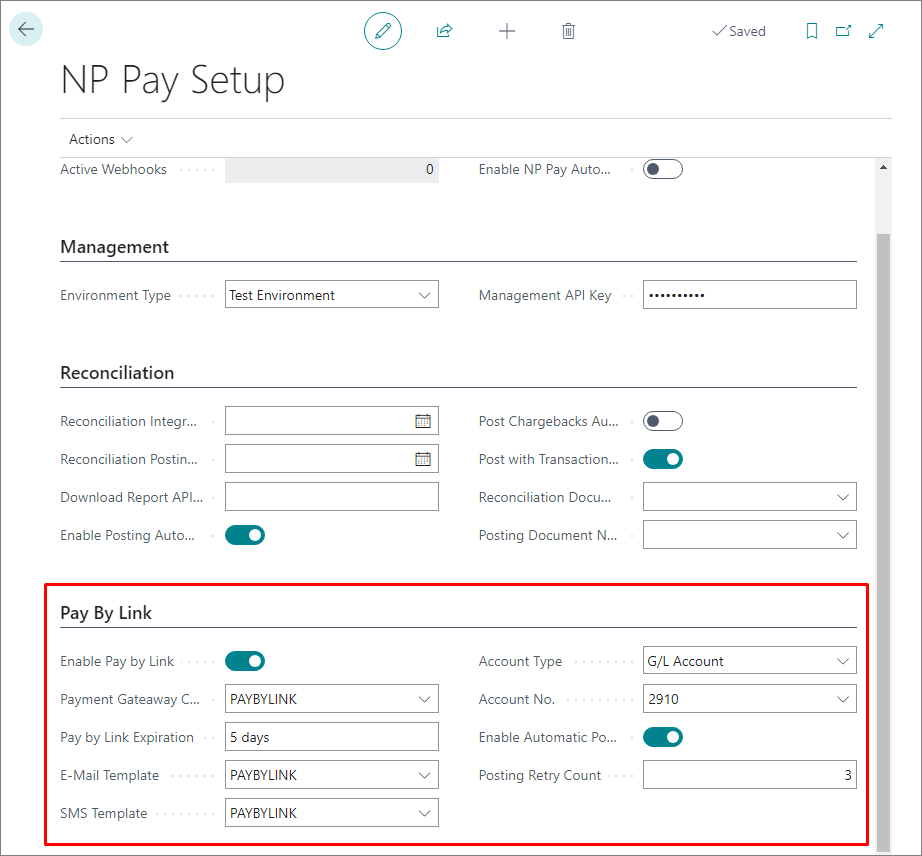 Saved
NP Pay Setup
Actions
Active Webhooks 0 Enable NP Pay Auto...
Management
Environment Type Test Environment Management API Key ••••••••••
Reconciliation
Reconciliation Integr... Post Chargebacks Au...
Reconciliation Postin... Post with Transaction...
Download Report API... Reconciliation Docu...
Enable Posting Auto... Posting Document N...
Pay By Link
Enable Pay by Link Account Type G/L Account
Payment Gateaway C... PAYBYLINK Account No. 2910
Pay by Link Expiration 5 days Enable Automatic Po...
E-Mail Template PAYBYLINK Posting Retry Count 3
SMS Template PAYBYLINK